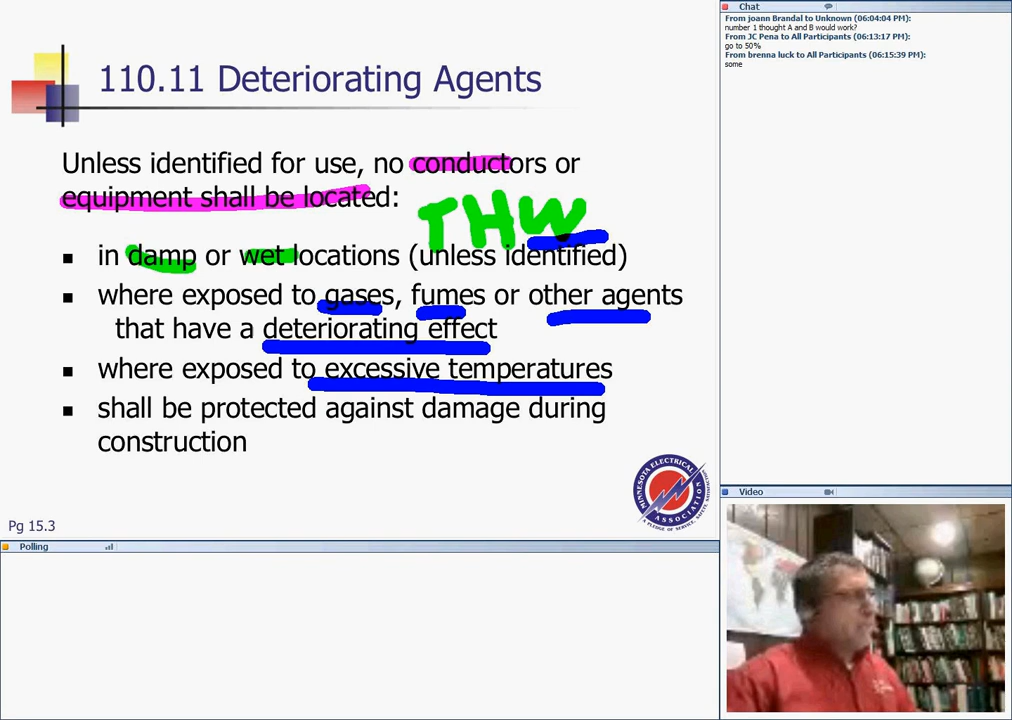 Chat
From joann Brandal to Unknown (06:04:04 PM):
number 1 thought A and B would work?
From JC Pena to All Participants (06:13:17 PM):
go to 50%
From brenna luck to All Participants (06:15:39 PM):
some
110.11 Deteriorating Agents
Unless identified for use, no conductors or
equipment shall be located:
THW
in damp or wet locations (unless identified)
where exposed to gases, fumes or other agents
that have a deteriorating effect
where exposed to excessive temperatures
shall be protected against damage during
construction
MINNESOTA ELECTRICAL
ASSOCIATION
Pg 15.3
Video
Polling